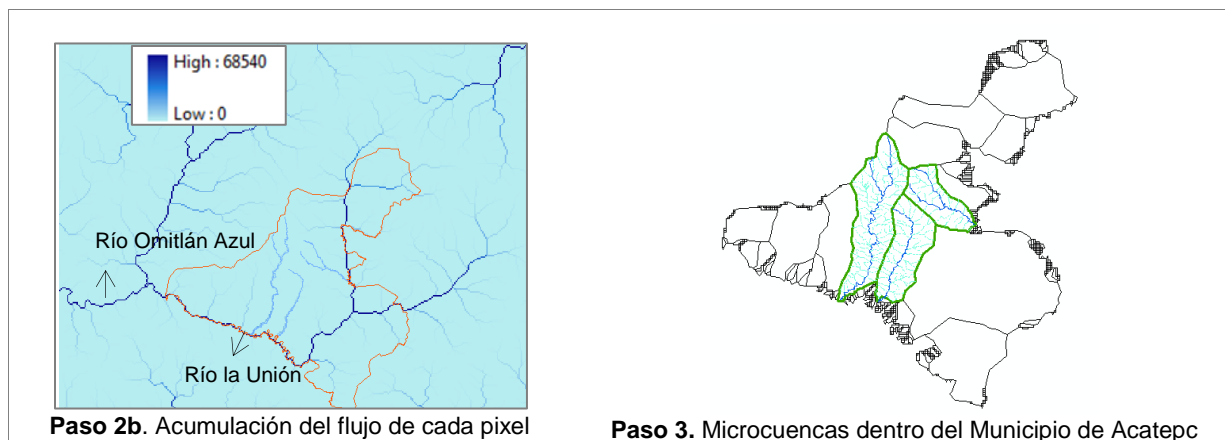 High : 68540
Low : 0
Río Omitlán Azul
Río la Unión
Paso 2b. Acumulación del flujo de cada pixel
Paso 3. Microcuencas dentro del Municipio de Acatepc